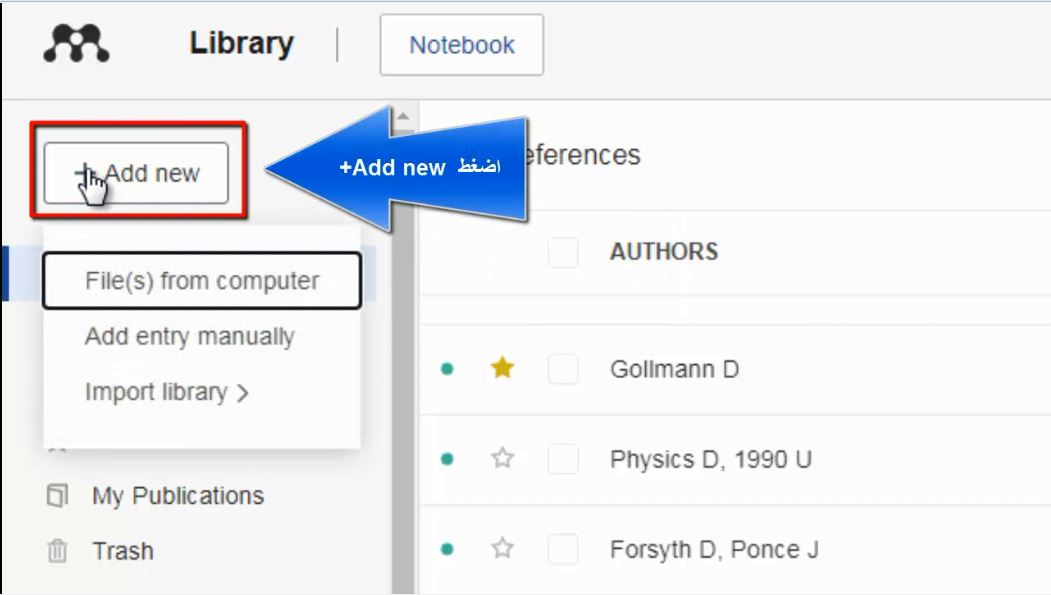 Library
Notebook
+ Add new
اضغط Add new+
eferences
File(s) from computer
Add entry manually
Import library >
My Publications
Trash
AUTHORS
Gollmann D
Physics D, 1990 U
Forsyth D, Ponce J